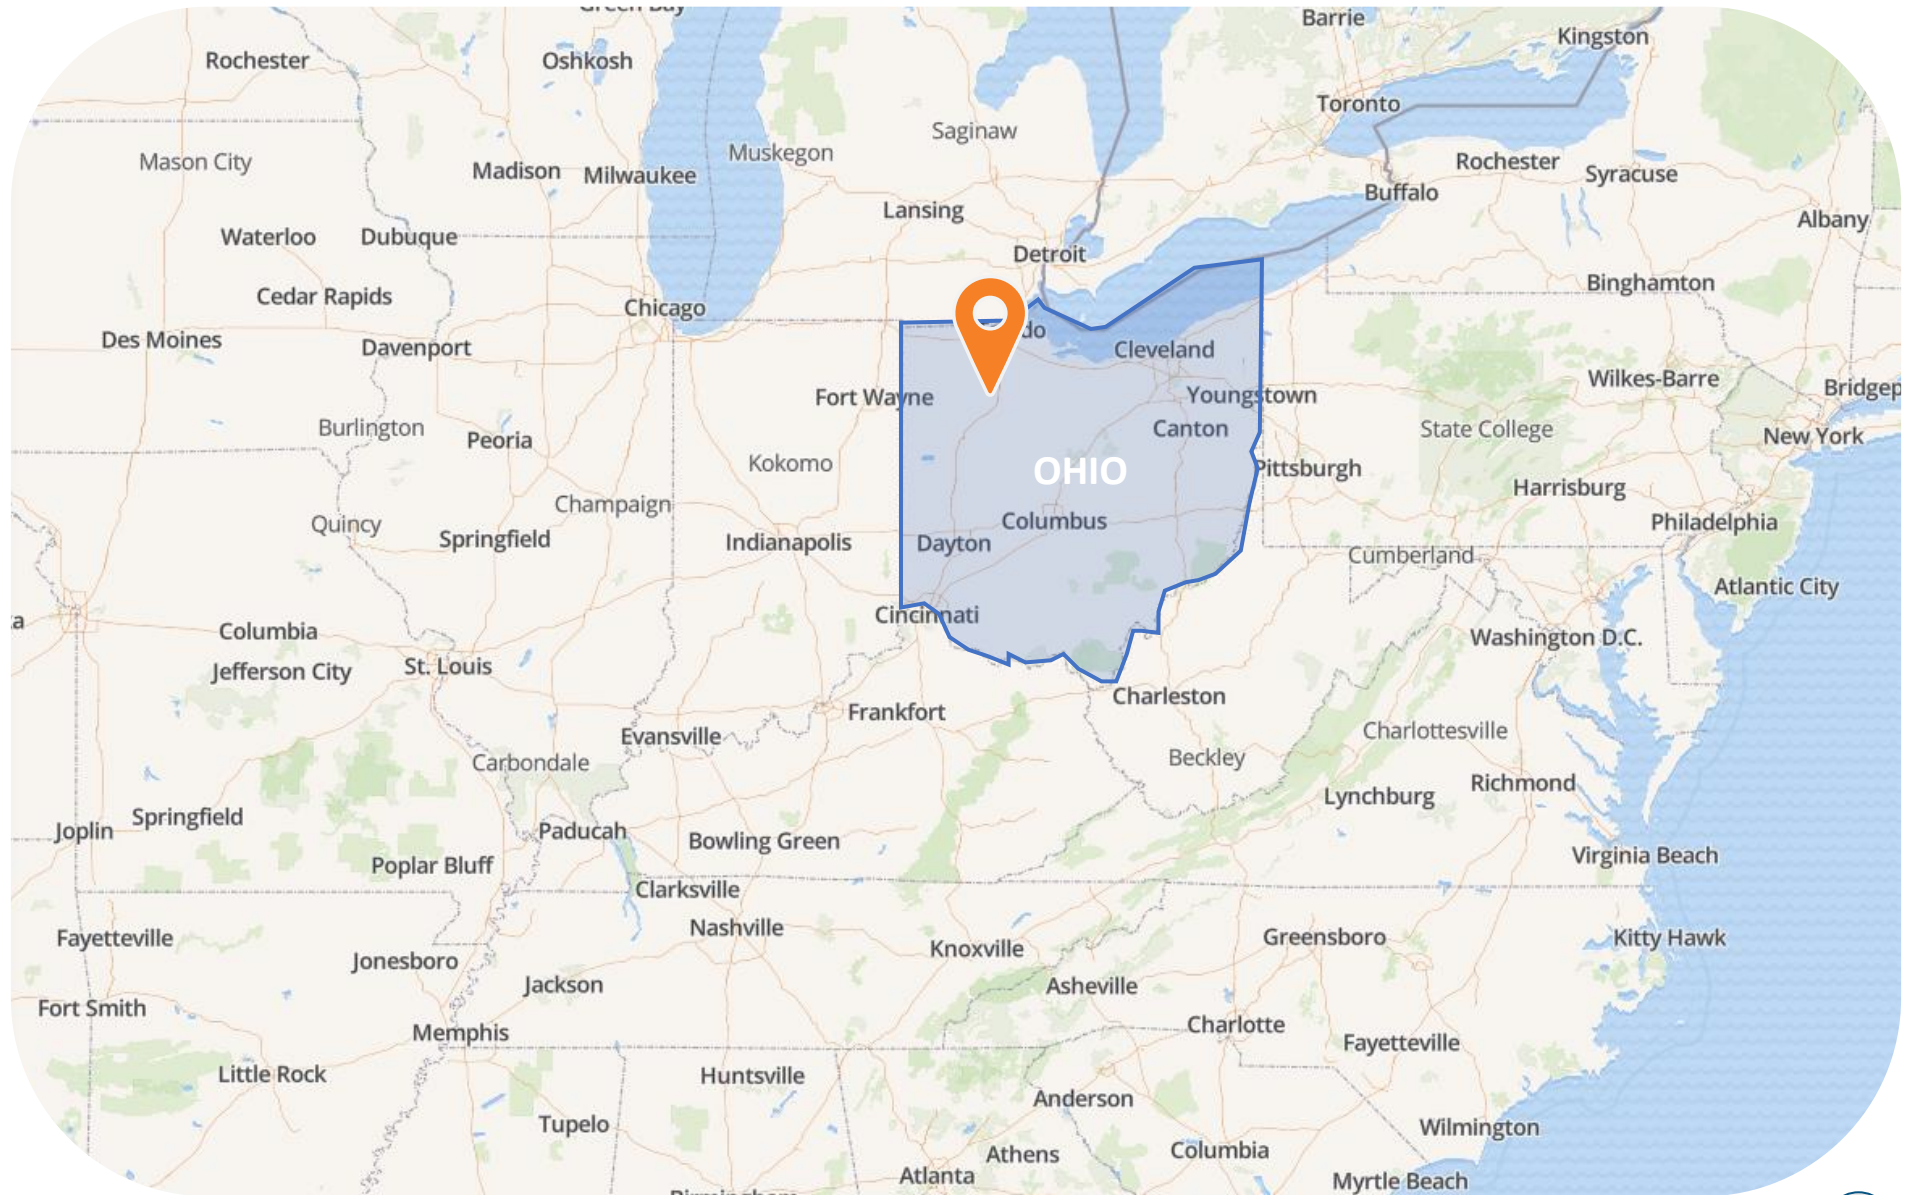 Green Bay
Barrie
Kingston
Rochester
Oshkosh
Toronto
Saginaw
Mason City
Muskegon
Madison
Milwaukee
Rochester
Syracuse
Buffalo
Lansing
Albany
Waterloo
Dubuque
Detroit
Binghamton
Cedar Rapids
Chicago
do
Des Moines
Davenport
Cleveland
Wilkes-Barre
Bridgep
Fort Wayne
Youngstown
Burlington
Canton
State College
New York
Peoria
Kokomo
OHIO
Pittsburgh
Harrisburg
Champaign
Quincy
Columbus
Philadelphia
Springfield
Indianapolis
Dayton
Cumberland
Atlantic City
a
Cincinnati
Columbia
Washington D.C.
Jefferson City
St. Louis
Charleston
Frankfort
Evansville
Charlottesville
Carbondale
Beckley
Richmond
Lynchburg
Springfield
Joplin
Paducah
Bowling Green
Virginia Beach
Poplar Bluff
Clarksville
Nashville
Fayetteville
Greensboro
Kitty Hawk
Knoxville
Jonesboro
Jackson
Asheville
Fort Smith
Charlotte
Memphis
Fayetteville
Little Rock
Huntsville
Anderson
Tupelo
Wilmington
Athens
Columbia
Atlanta
Myrtle Beach